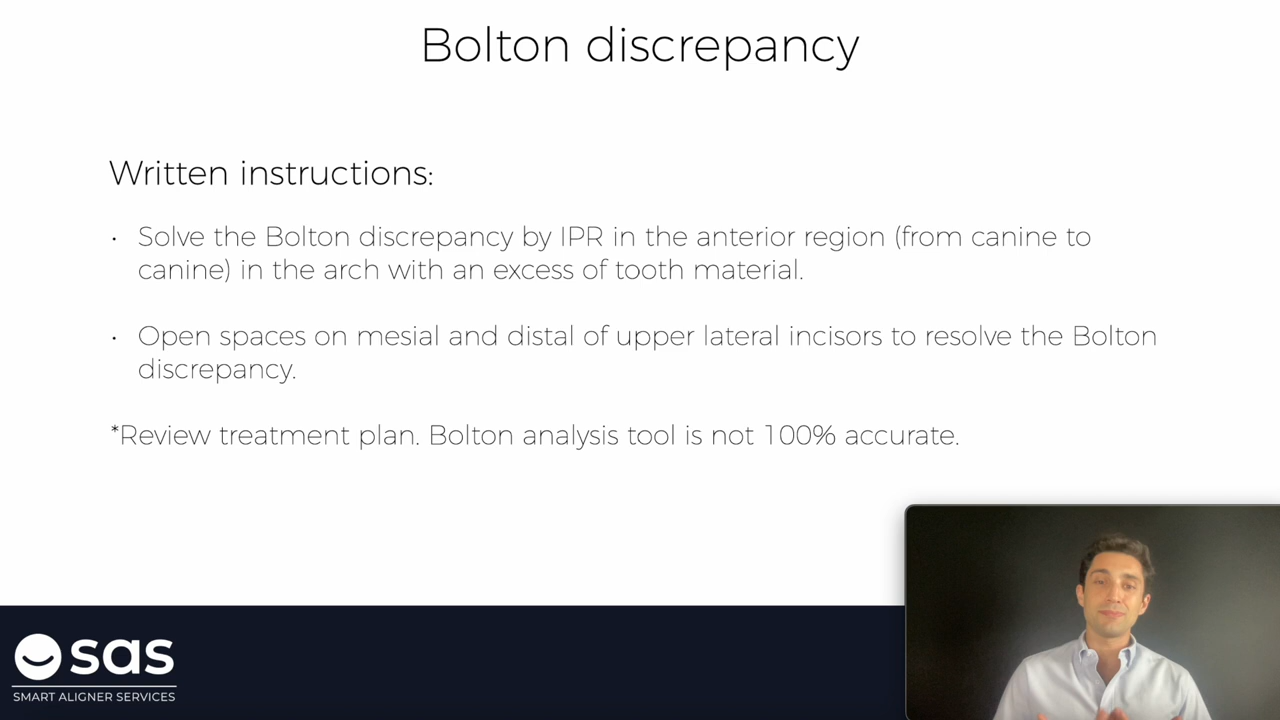 Bolton discrepancy
Written instructions:
· Solve the Bolton discrepancy by IPR in the anterior region (from canine to
canine) in the arch with an excess of tooth material.
· Open spaces on mesial and distal of upper lateral incisors to resolve the Bolton
discrepancy.
*Review treatment plan. Bolton analysis tool is not 100% accurate.
sas
SMART ALIGNER SERVICES